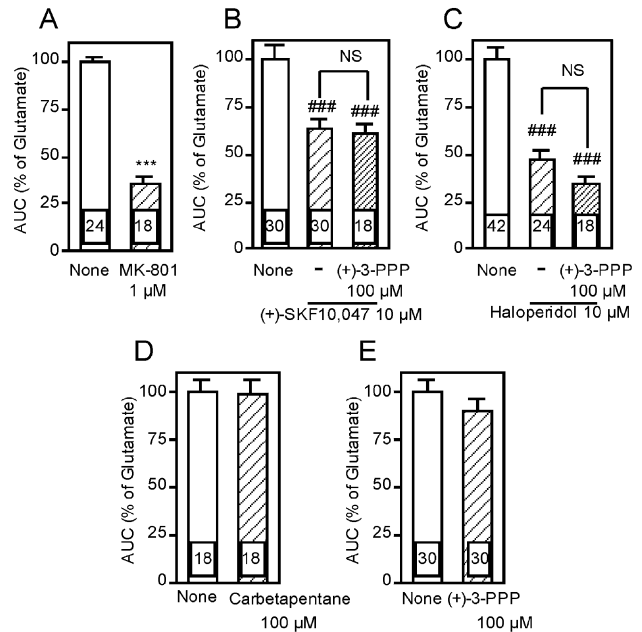 A
B
C
AUC (% of Glutamate)
100
75
50
25
0
***
24
18
None
MK-801
1 µM
AUC (% of Glutamate)
100
75
50
25
0
NS
###
###
30
30
18
None
-
(+)-3-PPP
100 µM
(+)-SKF10,047 10 µM
AUC (% of Glutamate)
100
75
50
25
0
NS
###
###
42
24
18
None
-
(+)-3-PPP
100 µM
Haloperidol 10 µM
D
E
AUC (% of Glutamate)
100
75
50
25
0
18
18
None
Carbetapentane
100 µM
AUC (% of Glutamate)
100
75
50
25
0
30
30
None
(+)-3-PPP
100 µM